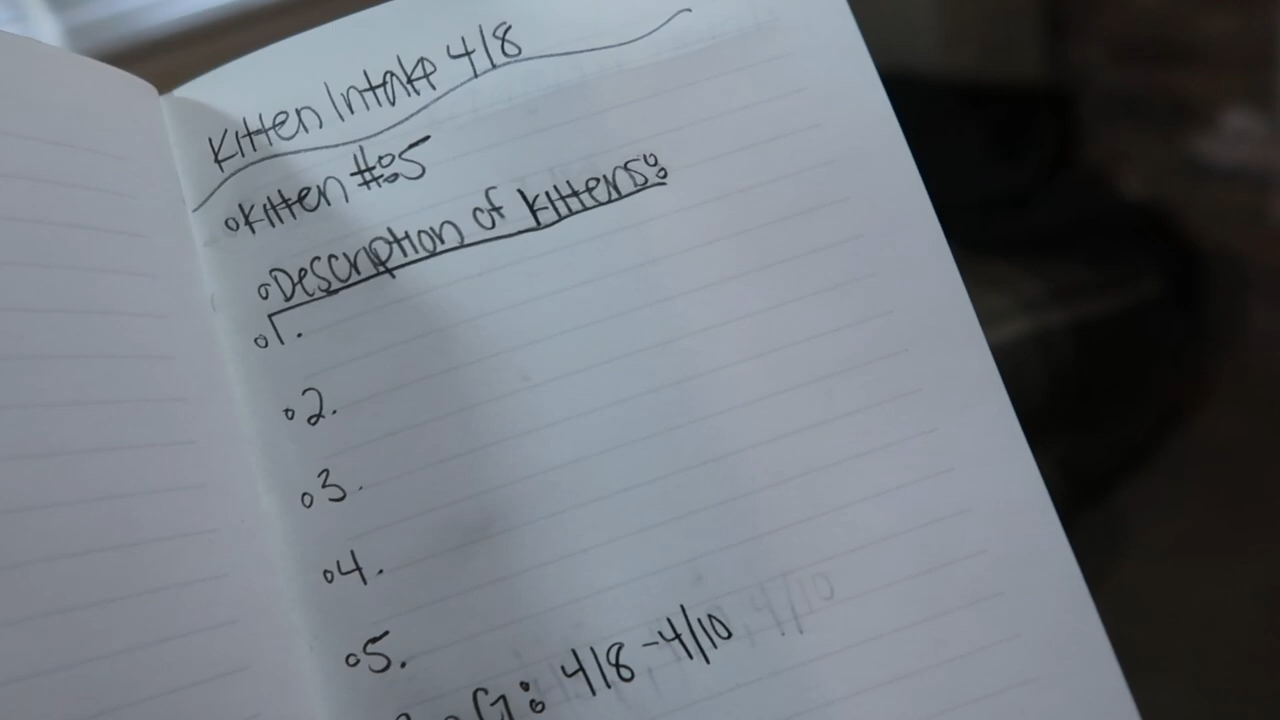 Kitten Intake 4/8
Kitten #:5
Description of Kittens:
1.
2.
3.
4.
5.
: 4/8-4/10